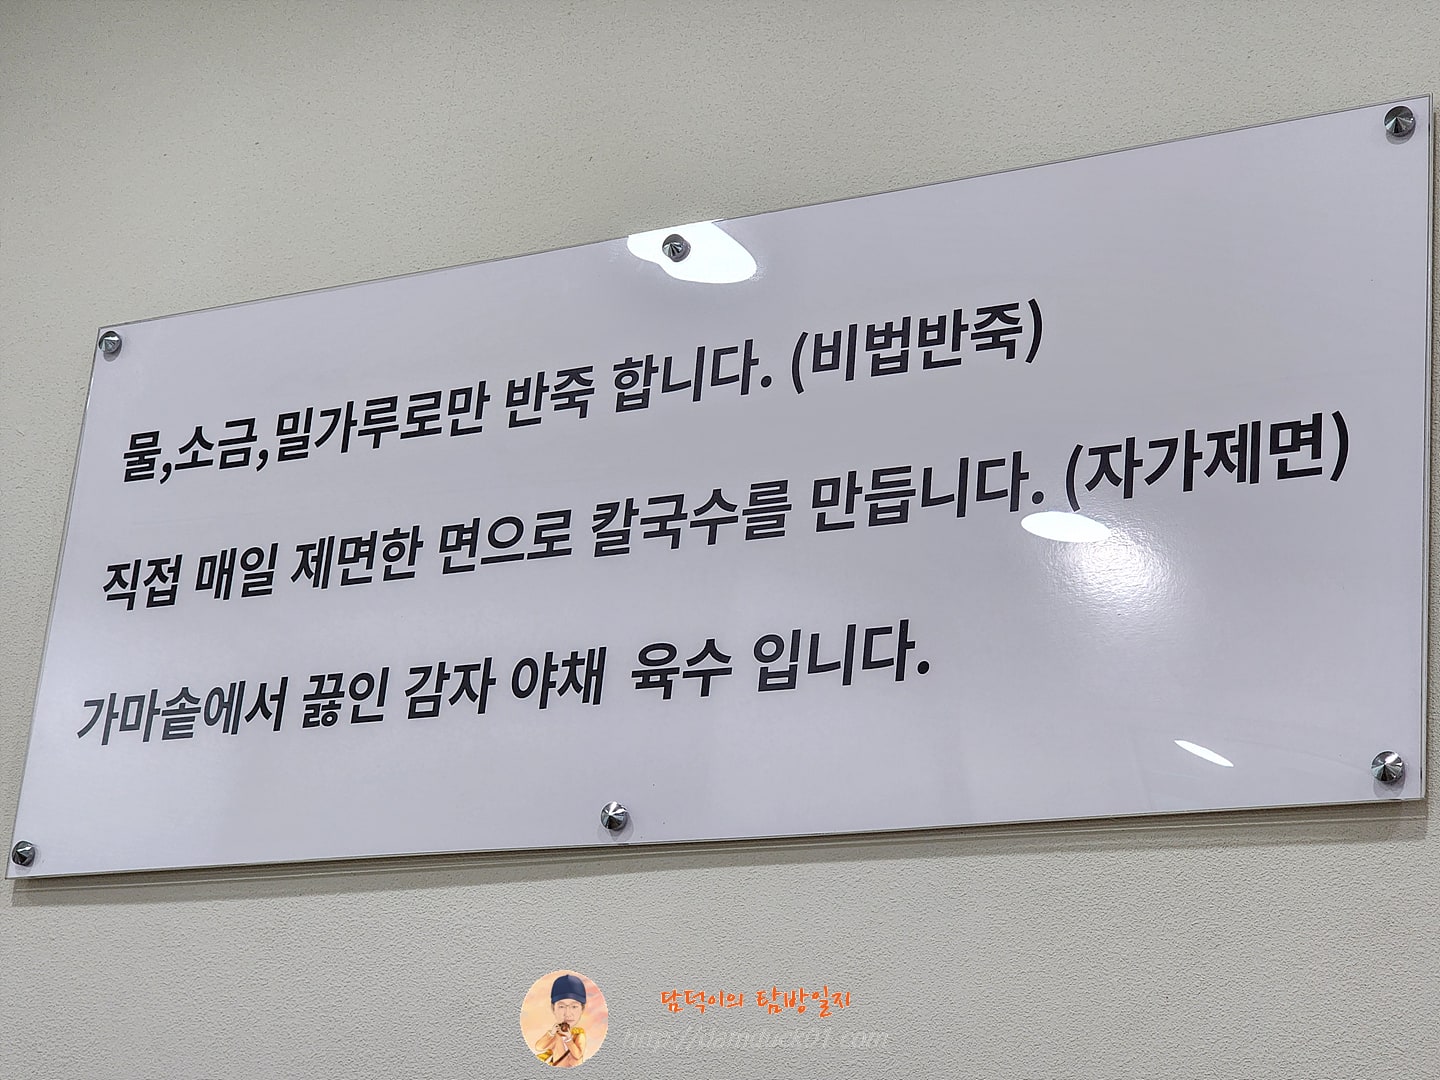 물,소금,밀가루로만 반죽 합니다. (비법반죽)
직접 매일 제면한 면으로 칼국수를 만듭니다. (자가제면)
가마솥에서 끓인 감자 야채 육수 입니다.
담덕이의 탐방일지